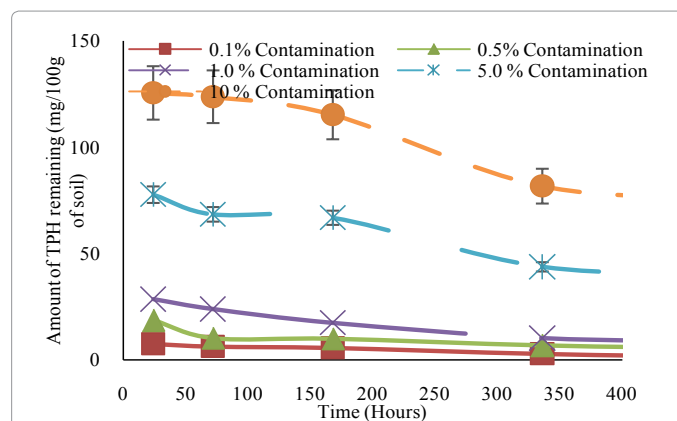 150
0.1% Contamination
0.5% Contamination
1.0 % Contamination
5.0 % Contamination
10 % Contamination
100
50
0
Amount of TPH remaining (mg/100g
of soil)
0 50 100 150 200 250 300 350 400
Time (Hours)